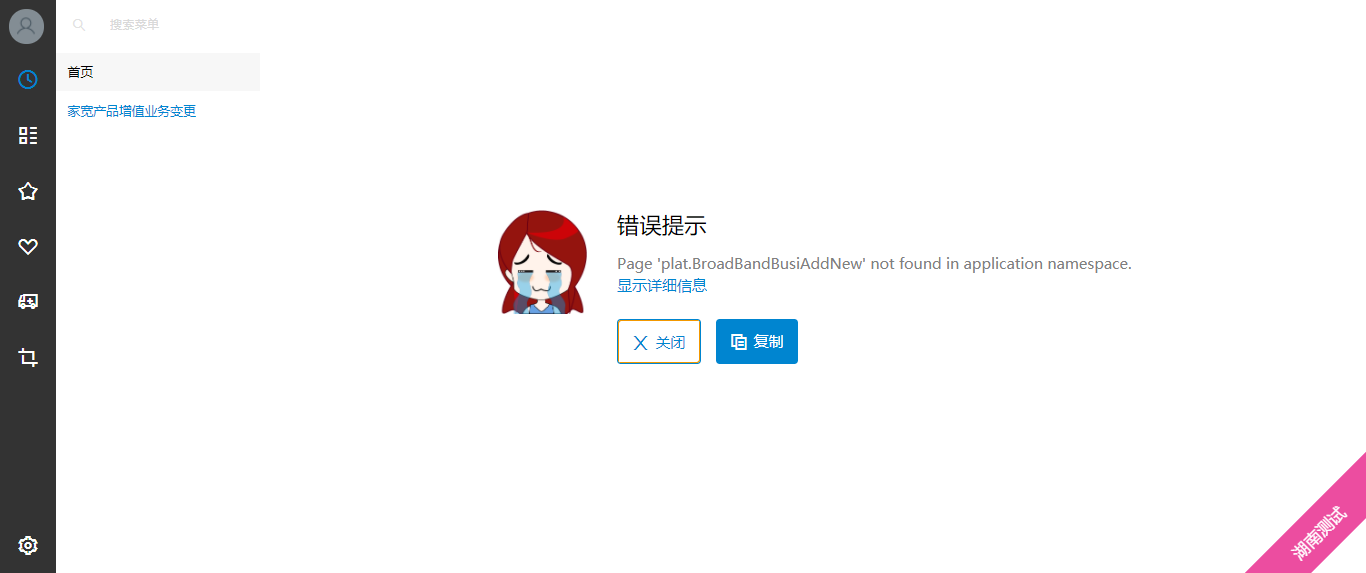 搜索菜单
首页
家宽产品增值业务变更
错误提示
Page 'plat.BroadBandBusiAddNew' not found in application namespace.
显示详细信息
关闭
复制
湖南测试